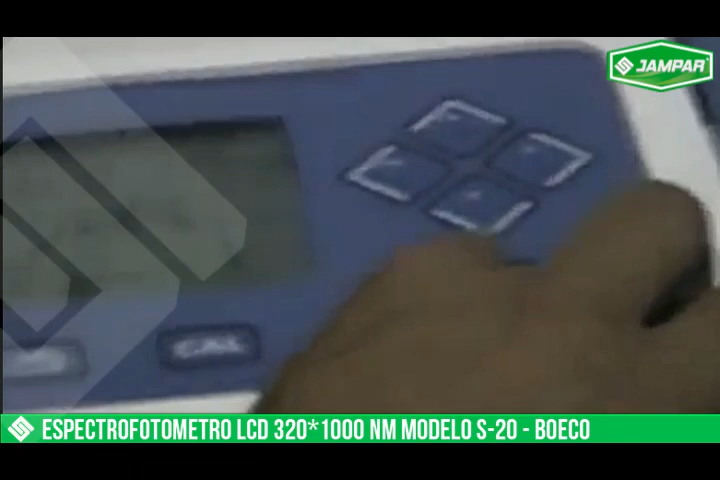 JAMPAR
CAL
ESPECTROFOTOMETRO LCD 320*1000 NM MODELO S-20 - BOECO